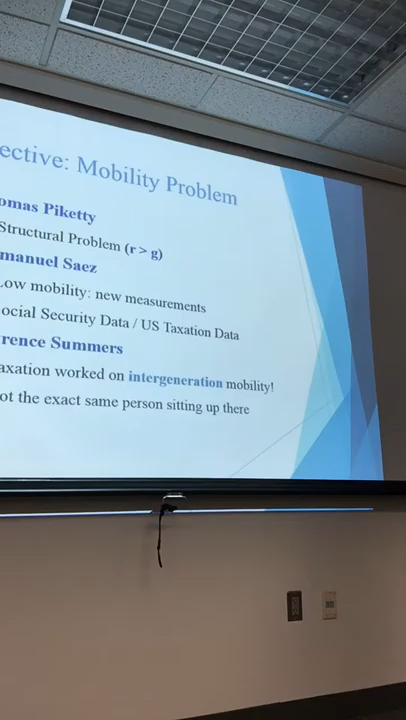 ective: Mobility Problem
omas Piketty
Structural Problem (r > g)
manuel Saez
Low mobility: new measurements
ocial Security Data / US Taxation Data
rence Summers
axation worked on intergeneration mobility!
ot the exact same person sitting up there